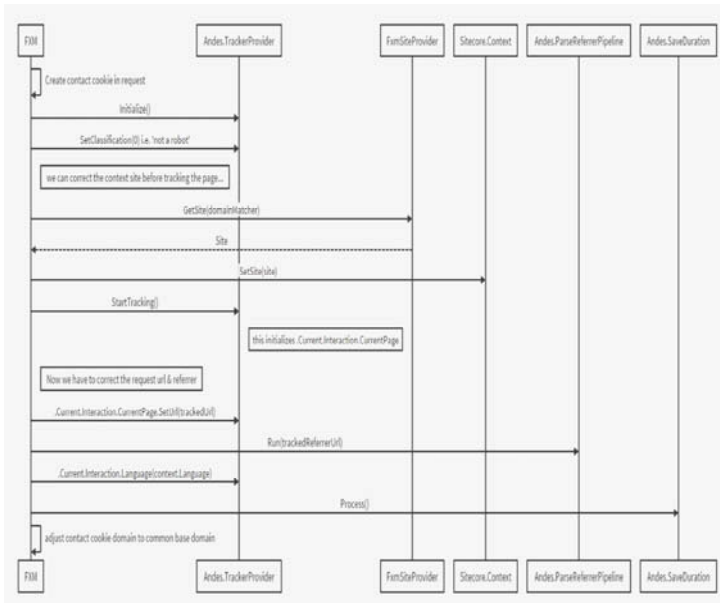 FXM
Andes.TrackerProvider
FxmSiteProvider
Sitecore.Context
Andes.ParseReferrerPipeline
Andes.SaveDuration
Create contact cookie in request
Initialize()
SetClassification(0) i.e. 'not a robot'
we can correct the context site before tracking the page...
GetSite(domainMatcher)
Site
SetSite(site)
StartTracking()
this initializes .Current.Interaction.CurrentPage
Now we have to correct the request url & referrer
.Current.Interaction.CurrentPage.SetUrl(trackedUrl)
Run(trackedReferrerUrl)
.Current.Interaction.Language(context.Language)
Process()
adjust contact cookie domain to common base domain
FXM
Andes.TrackerProvider
FxmSiteProvider
Sitecore.Context
Andes.ParseReferrerPipeline
Andes.SaveDuration